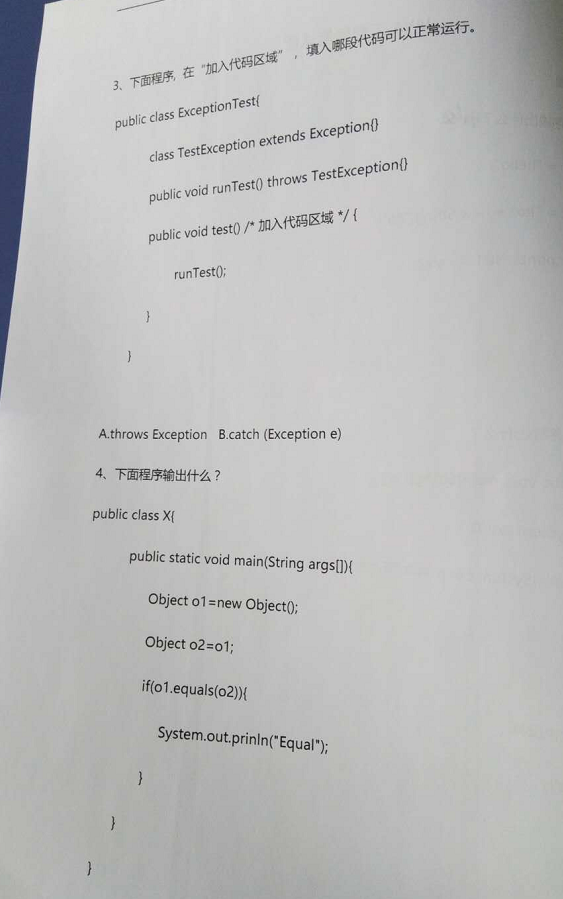 3、下面程序, 在“加入代码区域”，填入哪段代码可以正常运行。
public class ExceptionTest{
class TestException extends Exception{}
public void runTest() throws TestException{}
public void test() /* 加入代码区域 */ {
runTest();
}
}
A.throws Exception B.catch (Exception e)
4、下面程序输出什么？
public class X{
public static void main(String args[]){
Object o1=new Object();
Object o2=o1;
if(o1.equals(o2)){
System.out.prinln("Equal");
}
}
}